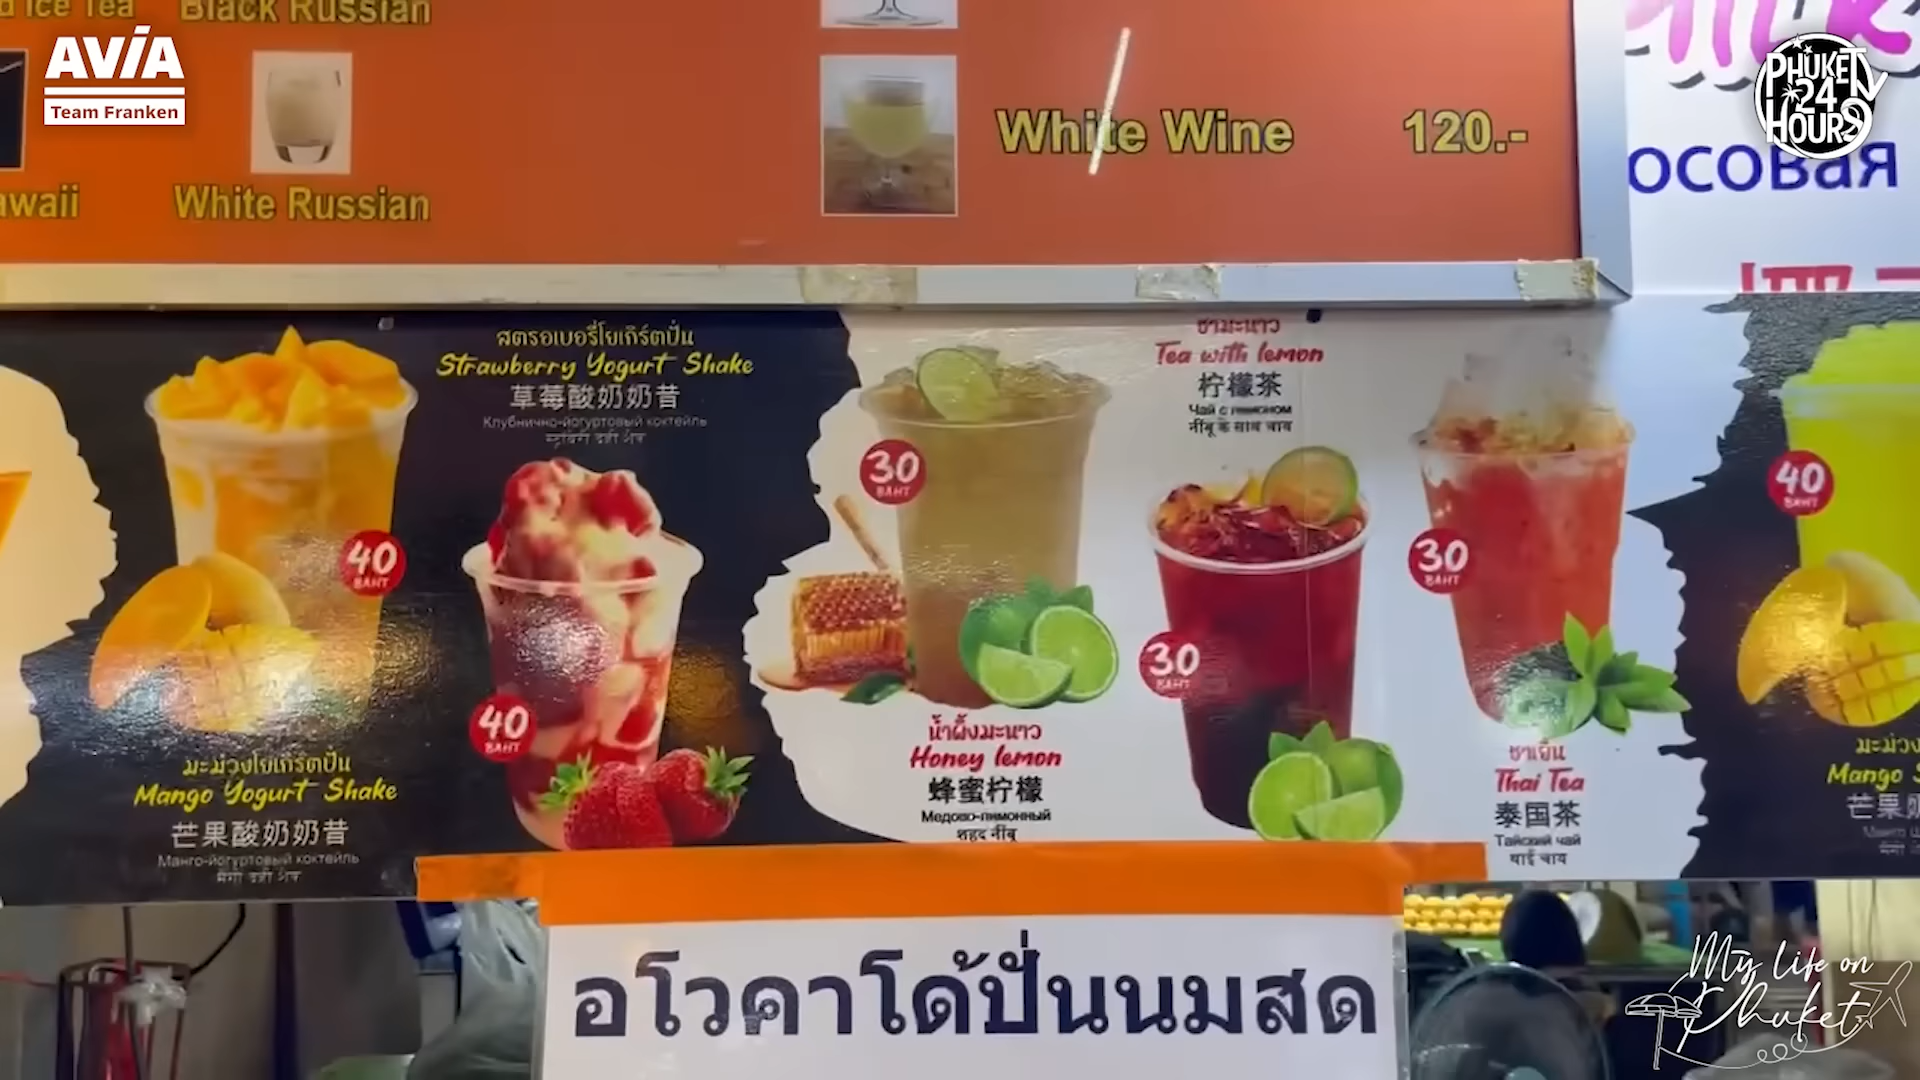 Black Russian
AVIA
Team Franken
White Russian
White Wine 120.-
PHUKET
24
HOURS
TV
совая
สตรอเบอรี่โยเกิร์ตปั่น
Strawberry Yogurt Shake
草莓酸奶奶昔
Клубнично-йогуртовый коктейль
ชามะนาว
Tea with lemon
柠檬茶
Чай с лимоном
नींबू के साथ चाय
40
BAHT
40
BAHT
30
BAHT
30
BAHT
30
BAHT
40
BAHT
มะม่วงโยเกิร์ตปั่น
Mango Yogurt Shake
芒果酸奶奶昔
Манго-йогуртовый коктейль
น้ำผึ้งมะนาว
Honey lemon
蜂蜜柠檬
Медово-лимонный
शहद नींबू
ชาเย็น
Thai Tea
泰国茶
Тайский чай
थाई चाय
มะม่วง
Mango
芒果
อโวคาโด้ปั่นนมสด
My life on
Phuket